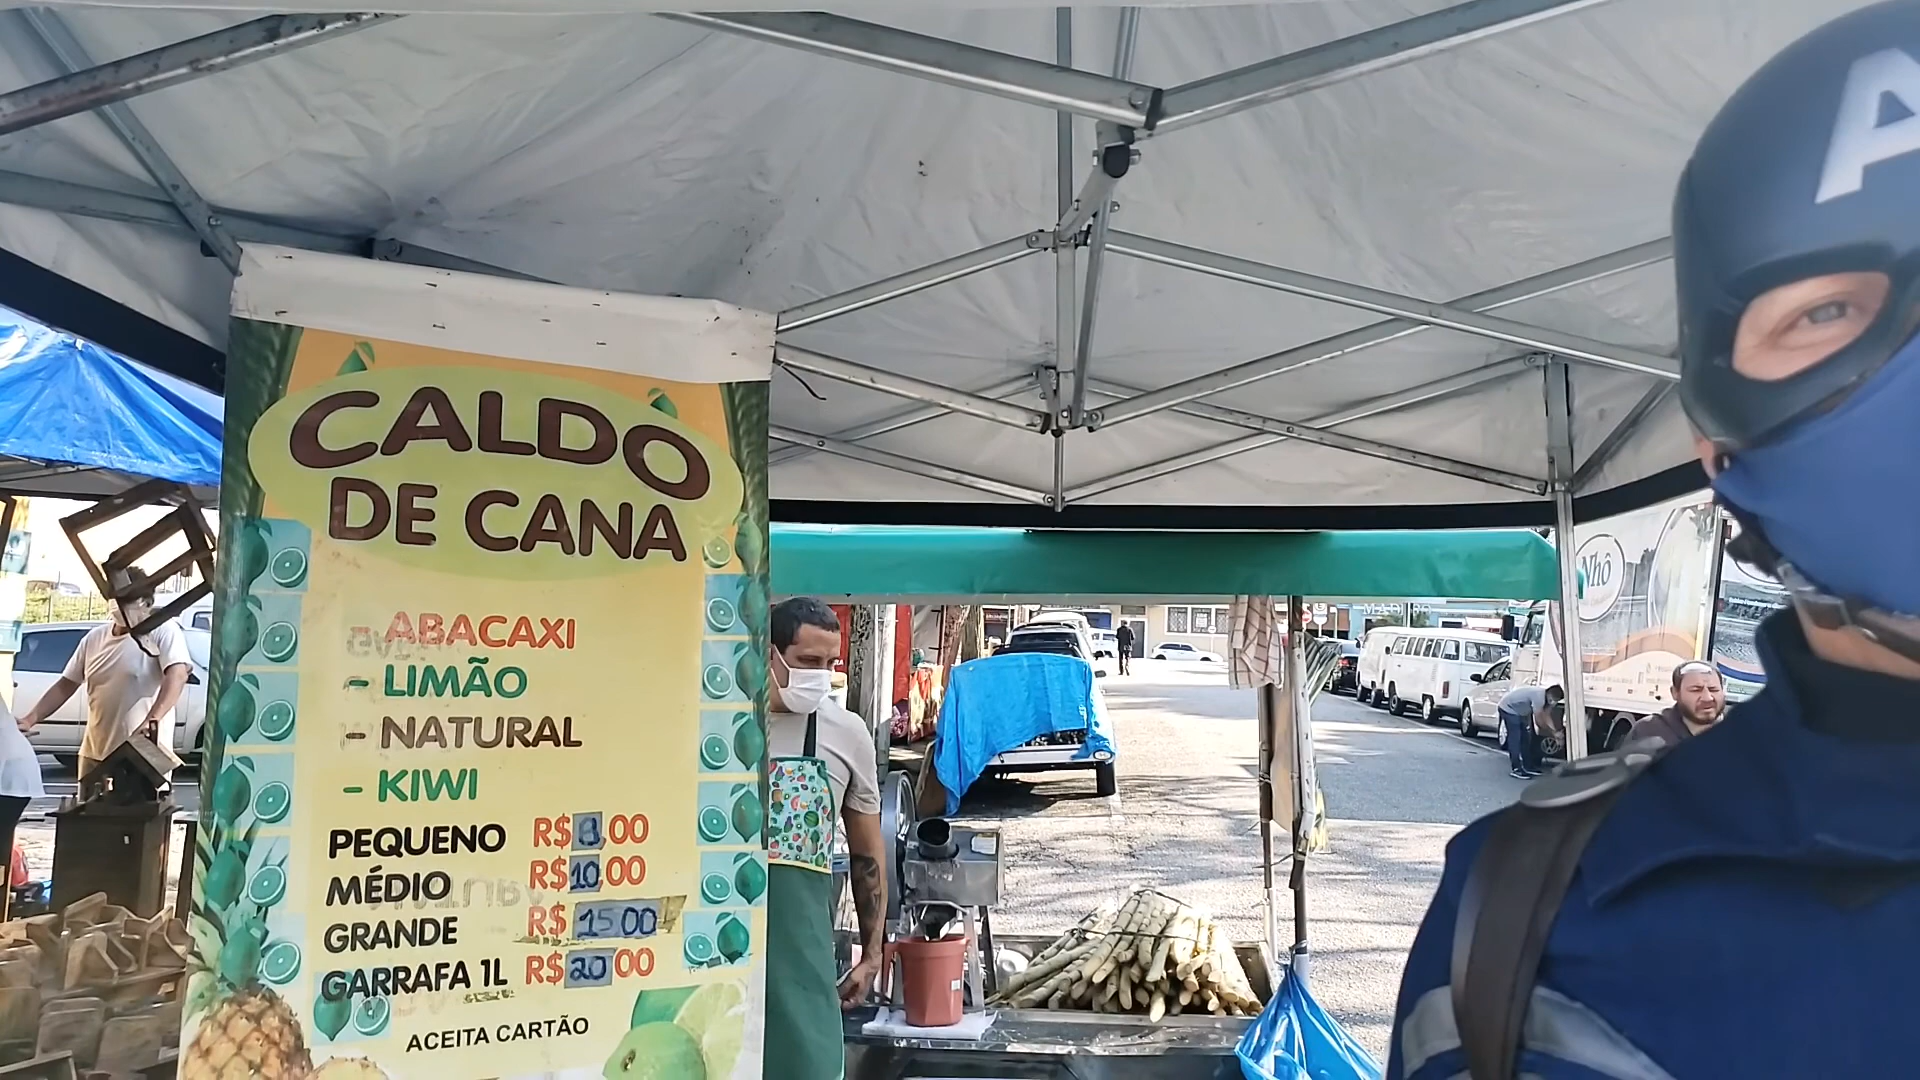 CALDO
DE CANA
- ABACAXI
- LIMÃO
- NATURAL
- KIWI
PEQUENO R$ 8,00
MÉDIO R$ 10,00
GRANDE R$ 15 00
GARRAFA 1L R$ 20 00
ACEITA CARTÃO
Nhô
A